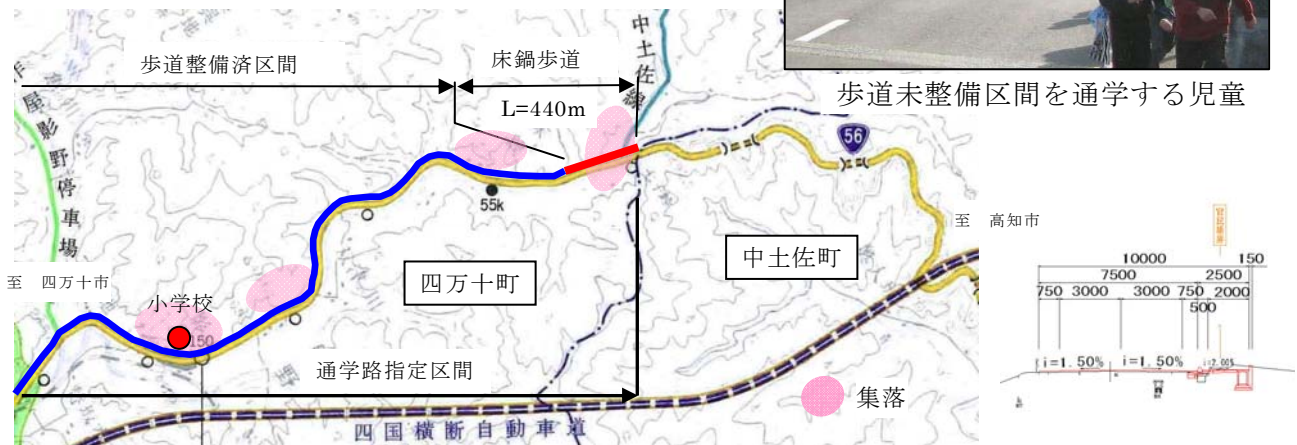 歩道整備済区間
床鍋歩道
L=440m
中土佐
歩道未整備区間を通学する児童
56
屋影野停車場
55k
至 高知市
中土佐町
四万十町
至 四万十市
小学校
150
通学路指定区間
集落
四国横断自動車道
10000
150
7500
2500
750
3000
3000
750
2000
500
i=1.50%
i=1.50%
i=2.00%